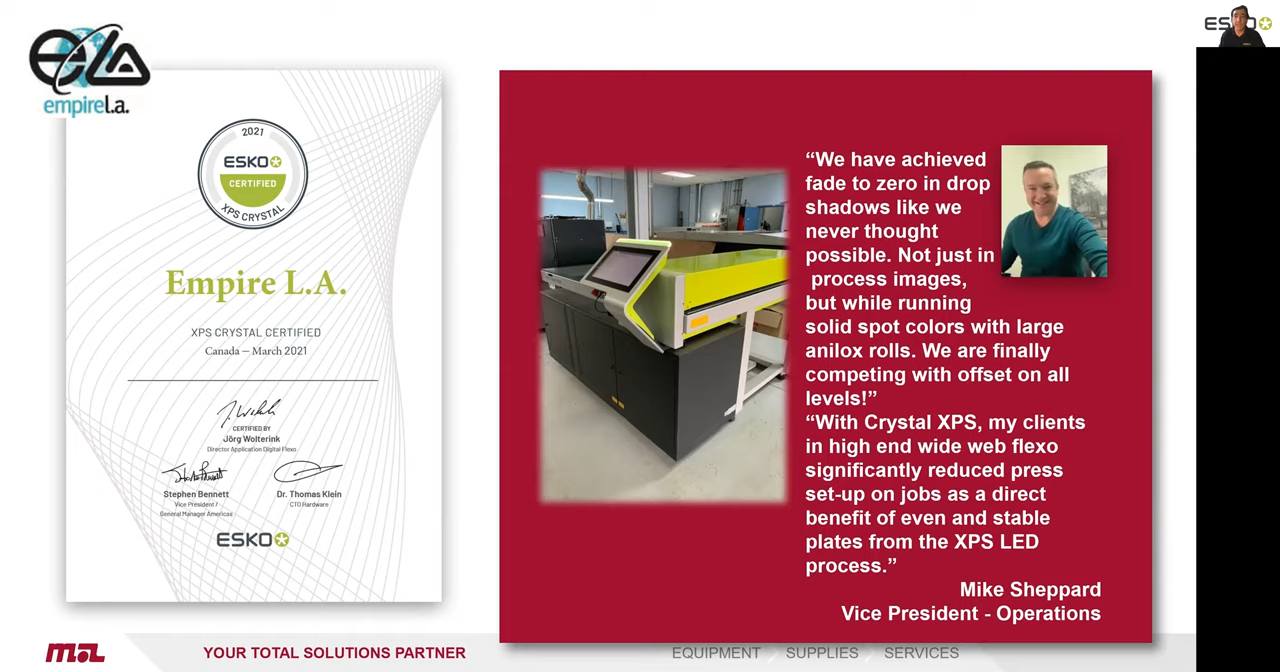 eLA
empire l.a.
2021
ESKO
CERTIFIED
XPS CRYSTAL
Empire L.A.
XPS CRYSTAL CERTIFIED
Canada – March 2021
CERTIFIED BY
Jörg Wolterink
Director Application Digital Flexo
Stephen Bennett
Vice President /
General Manager Americas
Dr. Thomas Klein
CTO Hardware
ESKO
“We have achieved
fade to zero in drop
shadows like we
never thought
possible. Not just in
process images,
but while running
solid spot colors with large
anilox rolls. We are finally
competing with offset on all
levels!”
“With Crystal XPS, my clients
in high end wide web flexo
significantly reduced press
set-up on jobs as a direct
benefit of even and stable
plates from the XPS LED
process.”
Mike Sheppard
Vice President - Operations
YOUR TOTAL SOLUTIONS PARTNER
EQUIPMENT
SUPPLIES
SERVICES